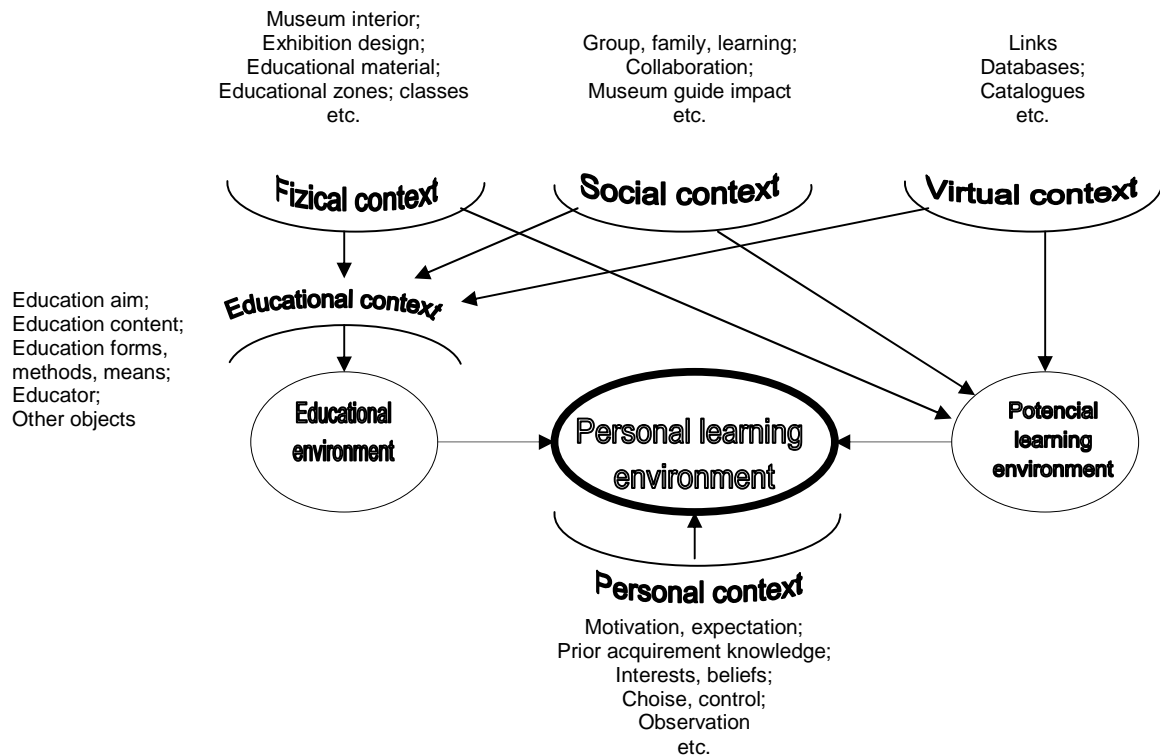 Museum interior;
Exhibition design;
Educational material;
Educational zones; classes
etc.
Group, family, learning;
Collaboration;
Museum guide impact
etc.
Links
Databases;
Catalogues
etc.
Fizical context
Social context
Virtual context
Educational context
Education aim;
Education content;
Education forms,
methods, means;
Educator;
Other objects
Educational
environment
Personal learning
environment
Potencial
learning
environment
Personal context
Motivation, expectation;
Prior acquirement knowledge;
Interests, beliefs;
Choise, control;
Observation
etc.